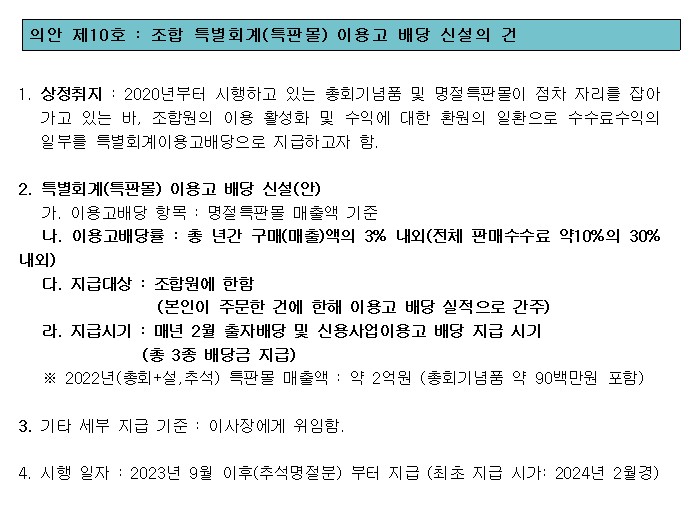 의안 제10호 : 조합 특별회계(특판몰) 이용고 배당 신설의 건
1. 상정취지 : 2020년부터 시행하고 있는 총회기념품 및 명절특판몰이 점차 자리를 잡아
가고 있는 바, 조합원의 이용 활성화 및 수익에 대한 환원의 일환으로 수수료수익의
일부를 특별회계이용고배당으로 지급하고자 함.
2. 특별회계(특판몰) 이용고 배당 신설(안)
가. 이용고배당 항목 : 명절특판몰 매출액 기준
나. 이용고배당률 : 총 년간 구매(매출)액의 3% 내외(전체 판매수수료 약10%의 30%
내외)
다. 지급대상 : 조합원에 한함
(본인이 주문한 건에 한해 이용고 배당 실적으로 간주)
라. 지급시기 : 매년 2월 출자배당 및 신용사업이용고 배당 지급 시기
(총 3종 배당금 지급)
※ 2022년(총회+설,추석) 특판몰 매출액 : 약 2억원 (총회기념품 약 90백만원 포함)
3. 기타 세부 지급 기준 : 이사장에게 위임함.
4. 시행 일자 : 2023년 9월 이후(추석명절분) 부터 지급 (최초 지급 시가: 2024년 2월경)